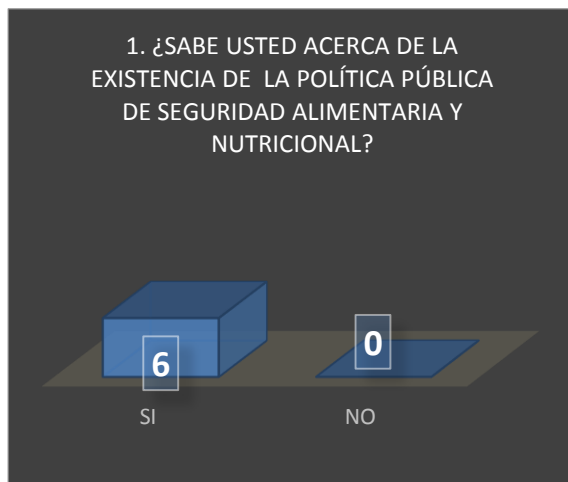 1. ¿SABE USTED ACERCA DE LA
EXISTENCIA DE LA POLÍTICA PÚBLICA
DE SEGURIDAD ALIMENTARIA Y
NUTRICIONAL?
6
0
SI
NO